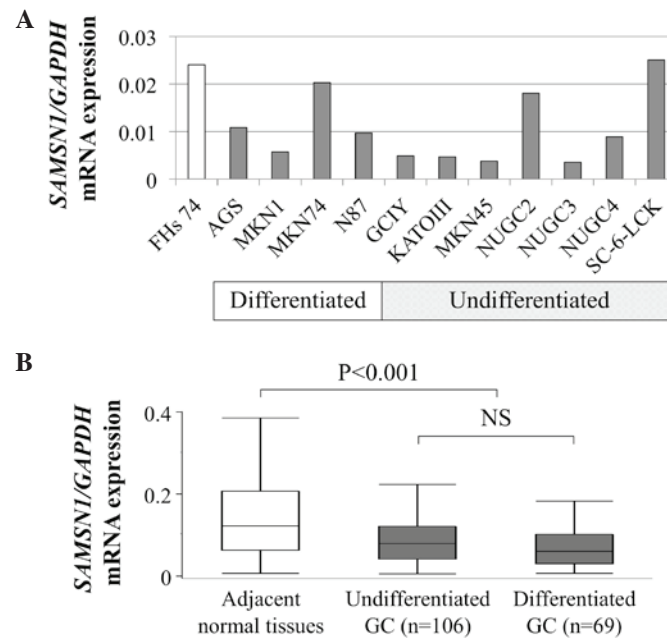 A
SAMSN1/GAPDH
mRNA expression
0.03
0.02
0.01
0
FHs 74
AGS
MKN1
MKN74
N87
GCIY
KATOIII
MKN45
NUGC2
NUGC3
NUGC4
SC-6-LCK
Differentiated
Undifferentiated
B
SAMSN1/GAPDH
mRNA expression
P<0.001
NS
0.4
0.2
0
Adjacent
normal tissues
Undifferentiated
GC (n=106)
Differentiated
GC (n=69)